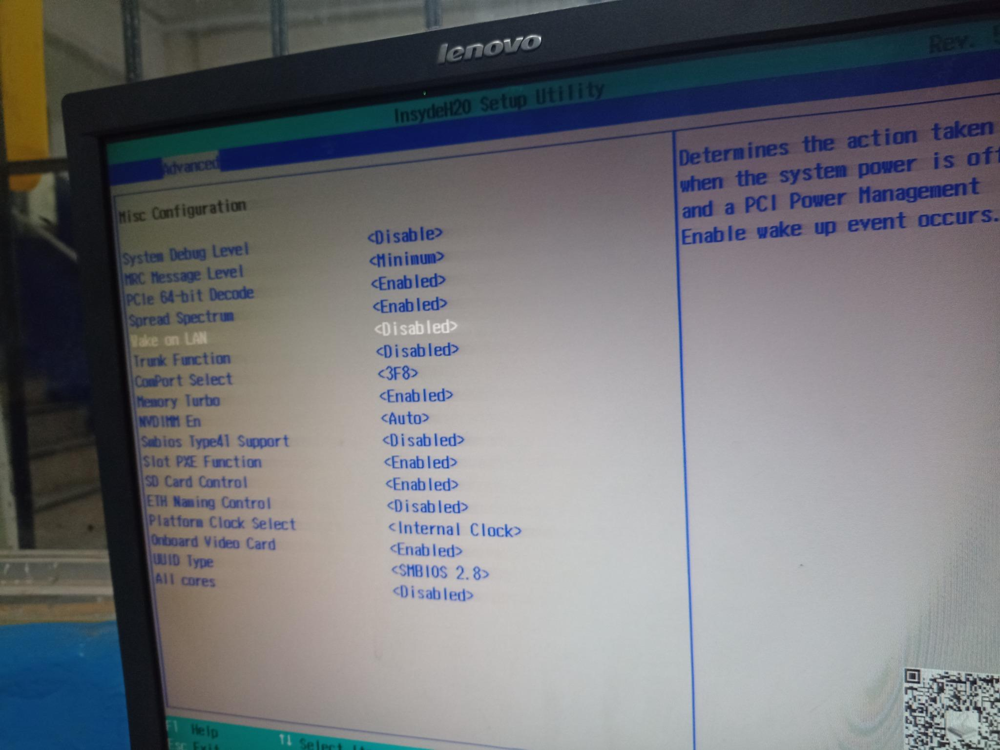 lenovo
Rev. 5
InsydeH20 Setup Utility
Advanced
Misc Configuration
System Debug Level <Disable>
MRC Message Level <Minimum>
PCIe 64-bit Decode <Enabled>
Spread Spectrum <Enabled>
Wake on LAN <Disabled>
Trunk Function <Disabled>
ComPort Select <3F8>
Memory Turbo <Enabled>
NVDIMM En <Auto>
Smbios Type41 Support <Disabled>
Slot PXE Function <Enabled>
SD Card Control <Enabled>
ETH Naming Control <Disabled>
Platform Clock Select <Internal Clock>
Onboard Video Card <Enabled>
UUID Type <SMBIOS 2.8>
All cores <Disabled>
Determines the action taken
when the system power is off
and a PCI Power Management
Enable wake up event occurs.
F1 Help
Esc Exit
↑↓ Select